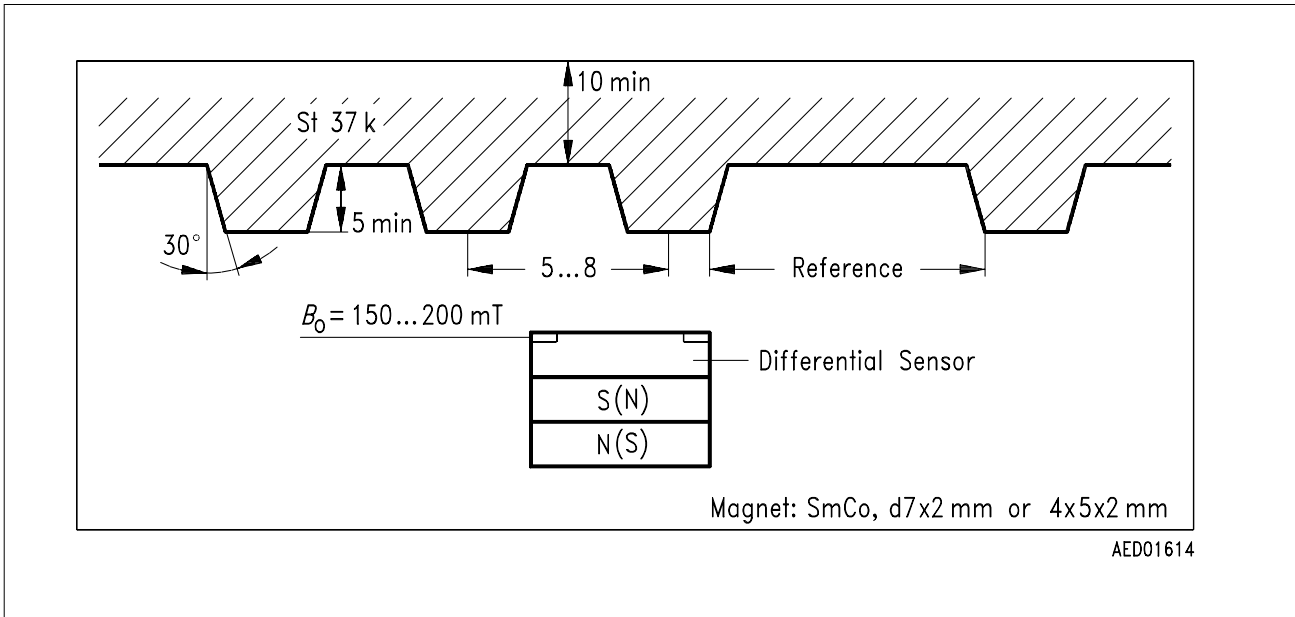 10 min
St 37 k
5 min
30°
5...8
Reference
B₀ = 150...200 mT
Differential Sensor
S(N)
N(S)
Magnet: SmCo, d7x2 mm or 4x5x2 mm
AED01614